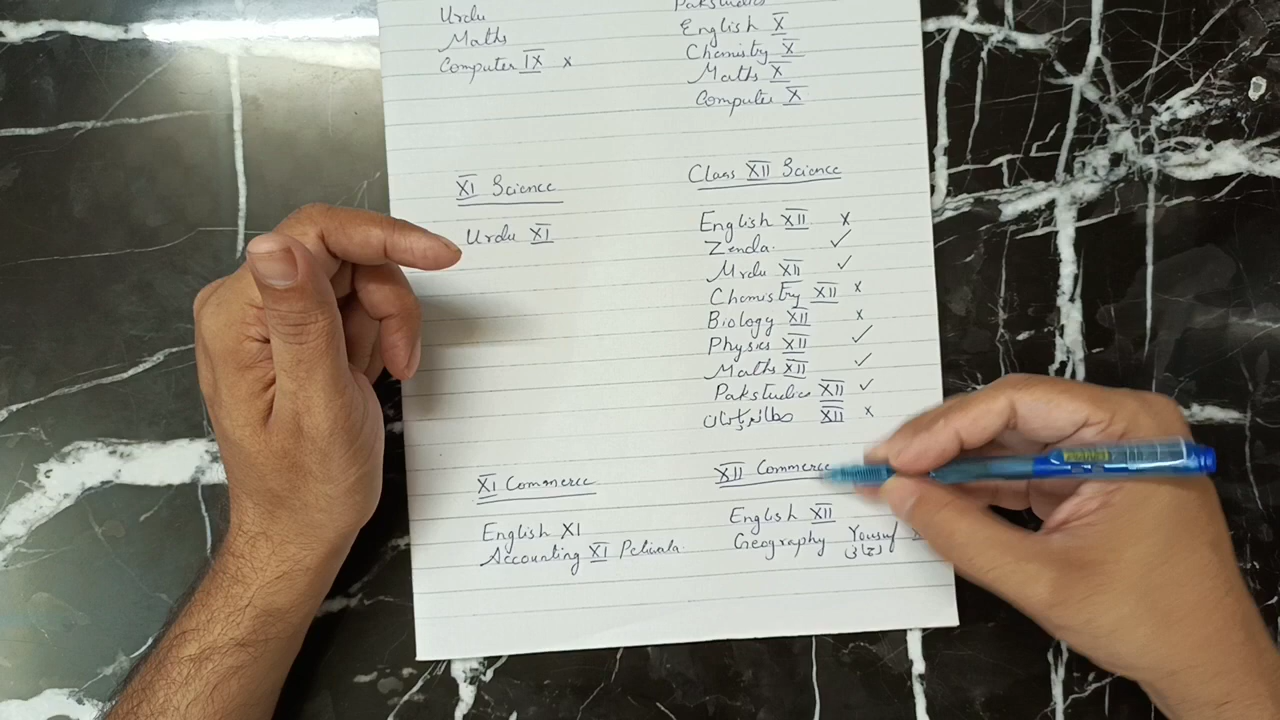 Urdu
Maths
Computer IX x
Pakstudies
English X
Chemistry X
Maths X
Computer X
XI Science
Urdu XI
Class XII Science
English XII x
Zenda. ✓
Urdu XII ✓
Chemistry XII x
Biology XII x
Physics XII ✓
Maths XII ✓
Pakstudies XII ✓
مطالعہ پاکستان XII x
XI Commerce
English XI
Accounting XI Petiwala
XII Commerce
English XII
Geography Yousuf